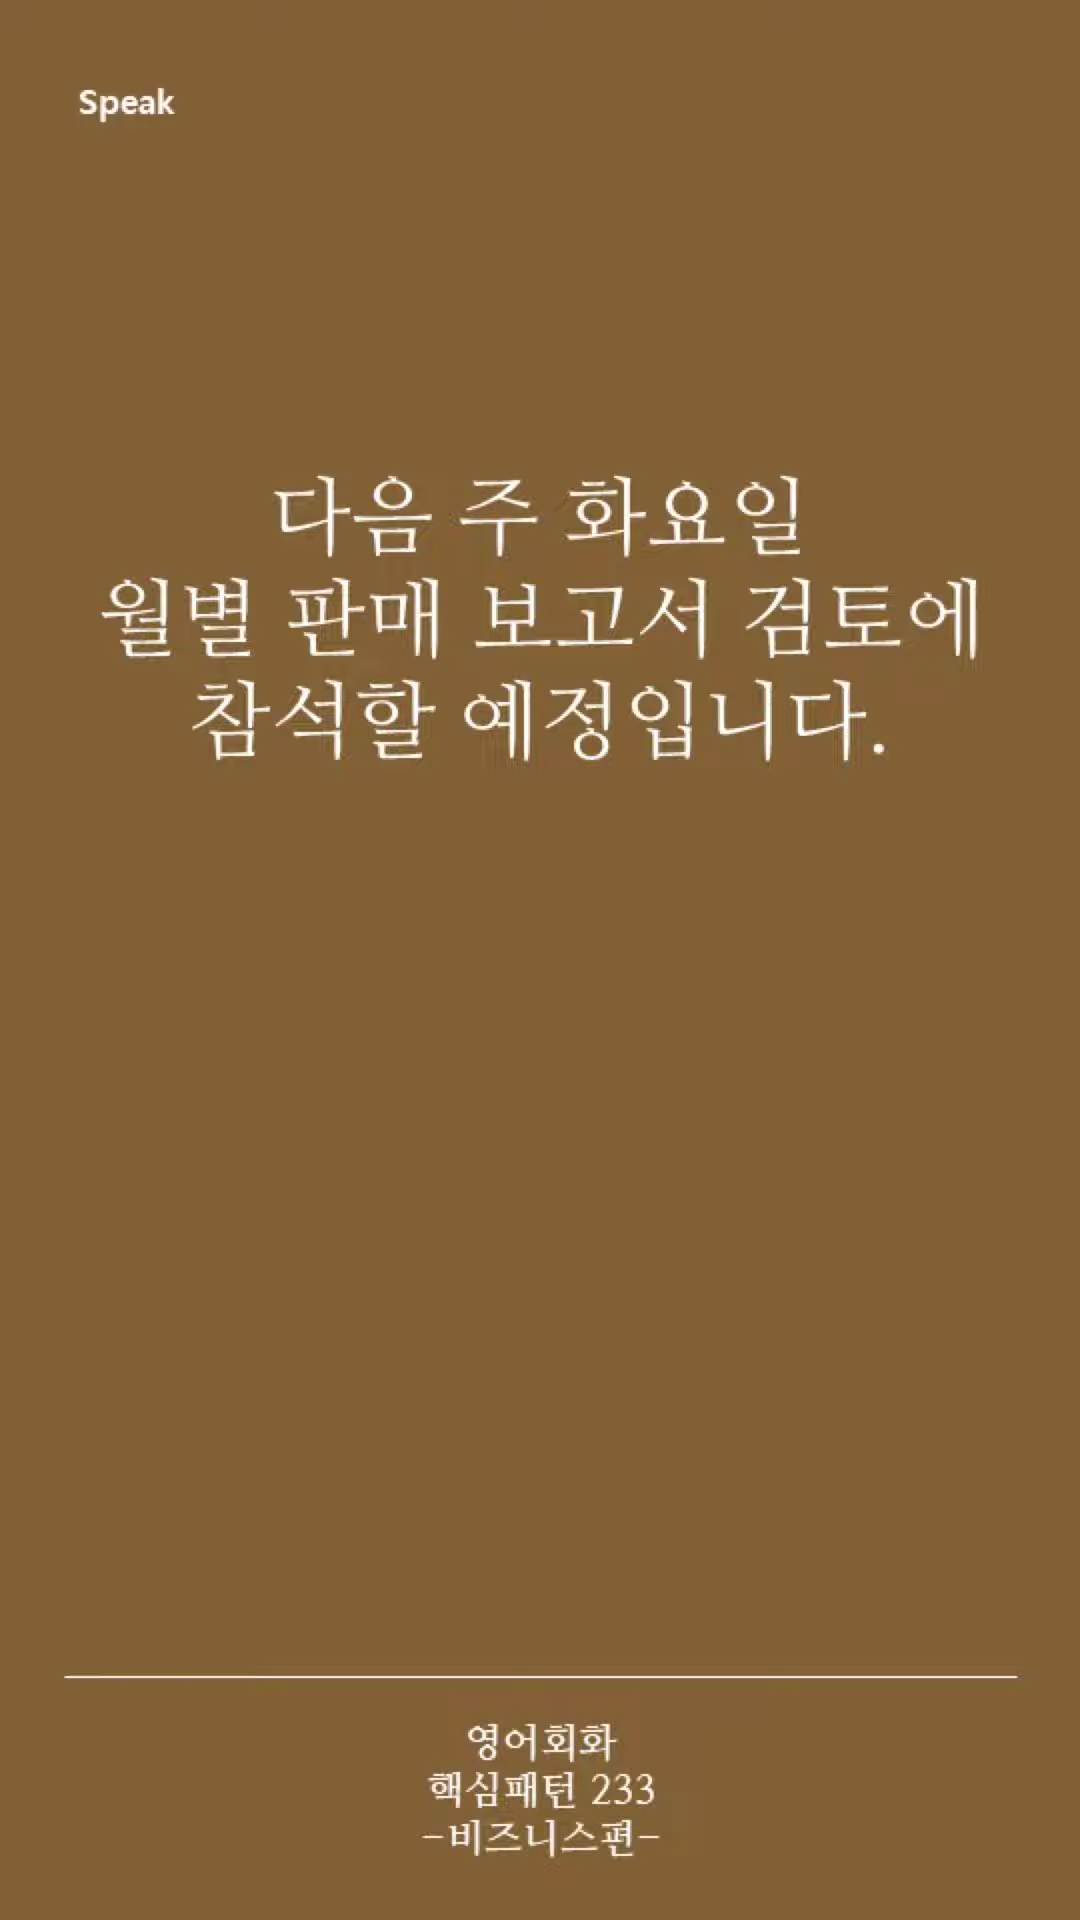 Speak
다음 주 화요일
월별 판매 보고서 검토에
참석할 예정입니다.
영어회화
핵심패턴 233
-비즈니스편-